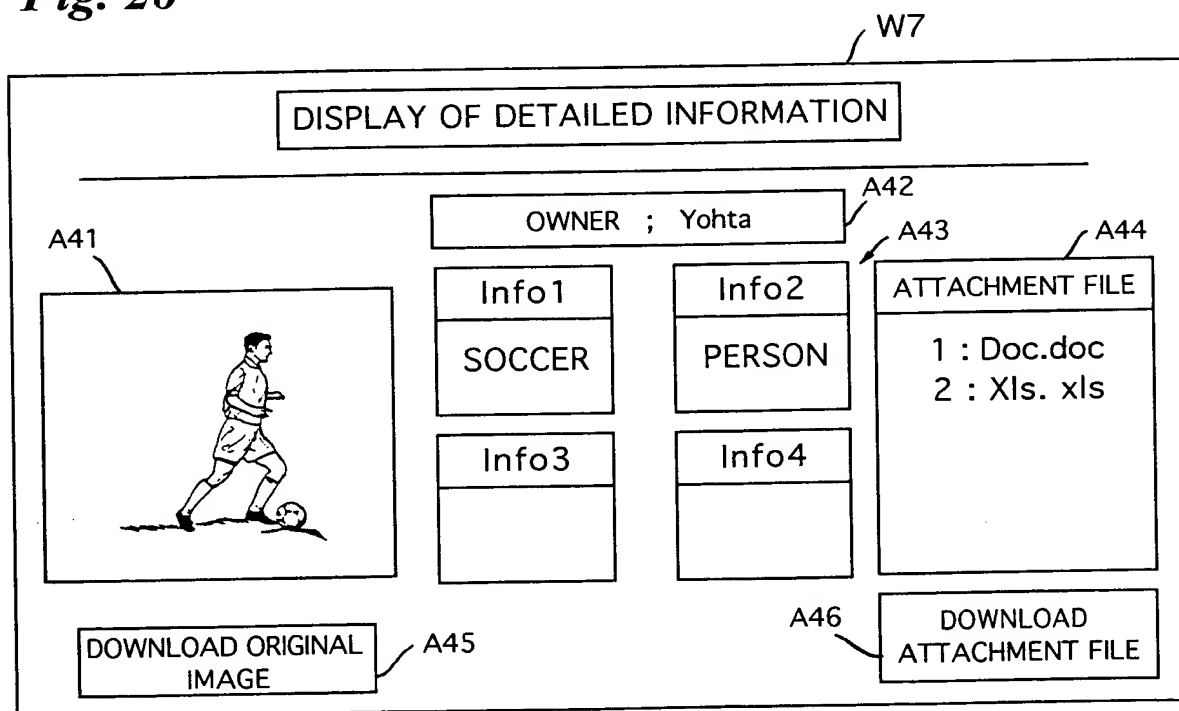 Fig. 26
W7
DISPLAY OF DETAILED INFORMATION
A42
OWNER ; Yohta
A41
A43
A44
Info1
Info2
ATTACHMENT FILE
SOCCER
PERSON
1 : Doc.doc
2 : Xls. xls
Info3
Info4
DOWNLOAD ORIGINAL
IMAGE
A45
A46
DOWNLOAD
ATTACHMENT FILE